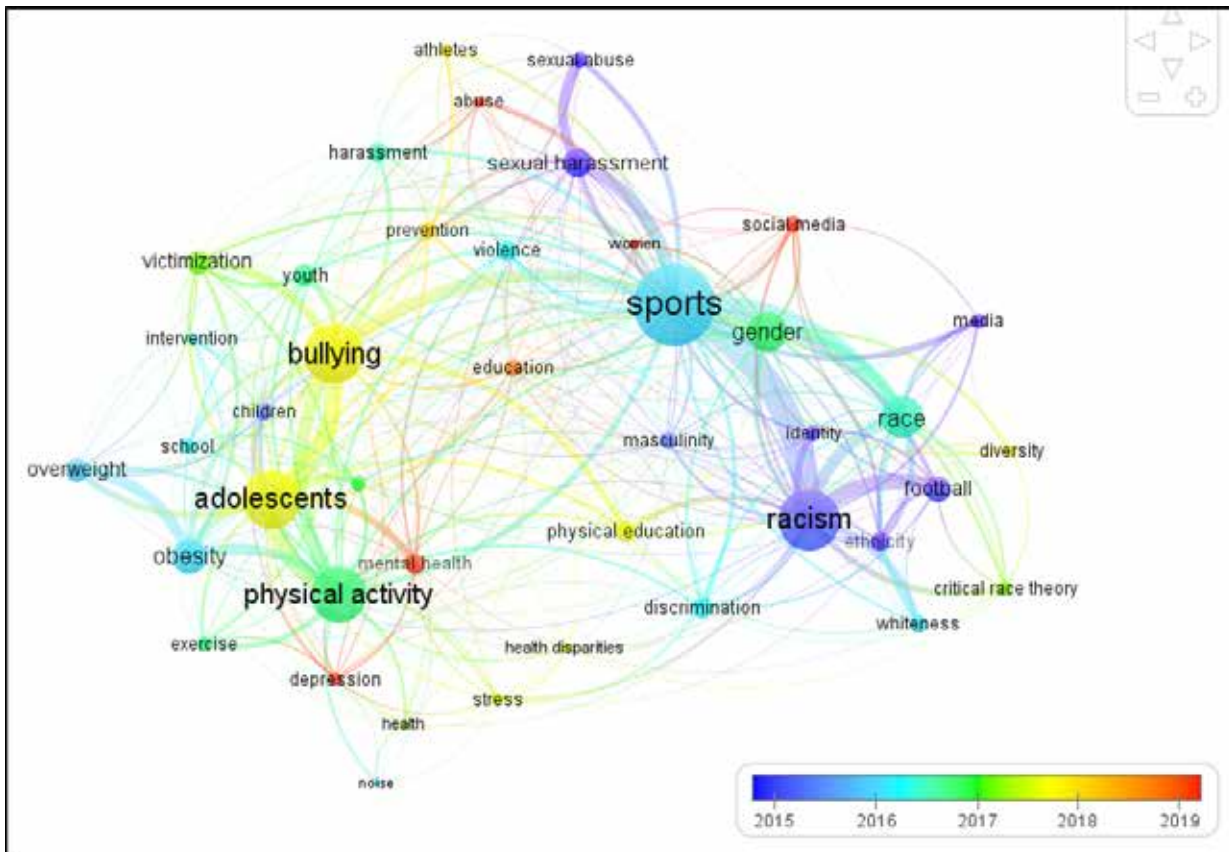 athletes
sexual abuse
abuse
harassment
sexual harassment
social media
prevention
women
violence
victimization
youth
sports
media
gender
intervention
bullying
education
children
race
school
masculinity
identity
diversity
overweight
adolescents
football
racism
physical education
obesity
ethnicity
mental health
physical activity
critical race theory
discrimination
whiteness
exercise
health disparities
depression
stress
health
noise
2015 2016 2017 2018 2019